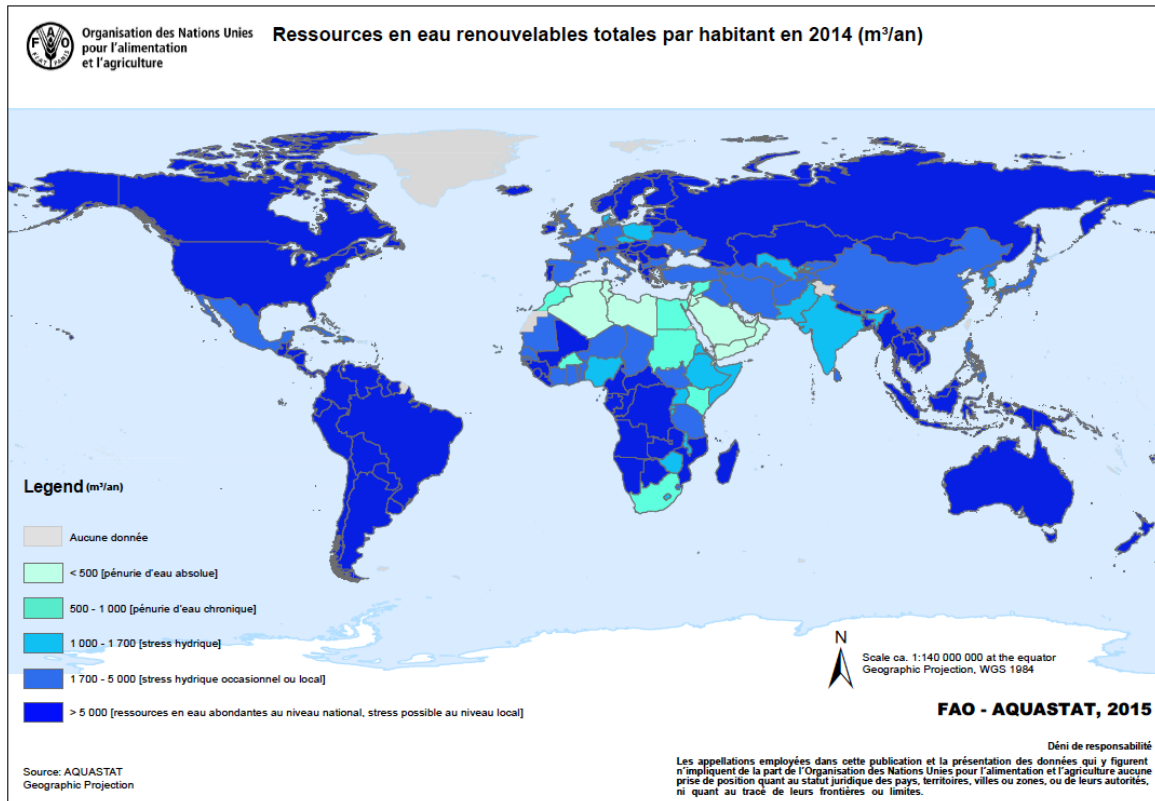 Organisation des Nations Unies
pour l'alimentation
et l'agriculture
Ressources en eau renouvelables totales par habitant en 2014 (m³/an)
Legend (m³/an)
Aucune donnée
< 500 [pénurie d'eau absolue]
500 - 1 000 [pénurie d'eau chronique]
1 000 - 1 700 [stress hydrique]
1 700 - 5 000 [stress hydrique occasionnel ou local]
> 5 000 [ressources en eau abondantes au niveau national, stress possible au niveau local]
Source: AQUASTAT
Geographic Projection
N
Scale ca. 1:140 000 000 at the equator
Geographic Projection, WGS 1984
FAO - AQUASTAT, 2015
Déni de responsabilité
Les appellations employées dans cette publication et la présentation des données qui y figurent
n'impliquent de la part de l'Organisation des Nations Unies pour l'alimentation et l'agriculture aucune
prise de position quant au statut juridique des pays, territoires, villes ou zones, ou de leurs autorités,
ni quant au tracé de leurs frontières ou limites.